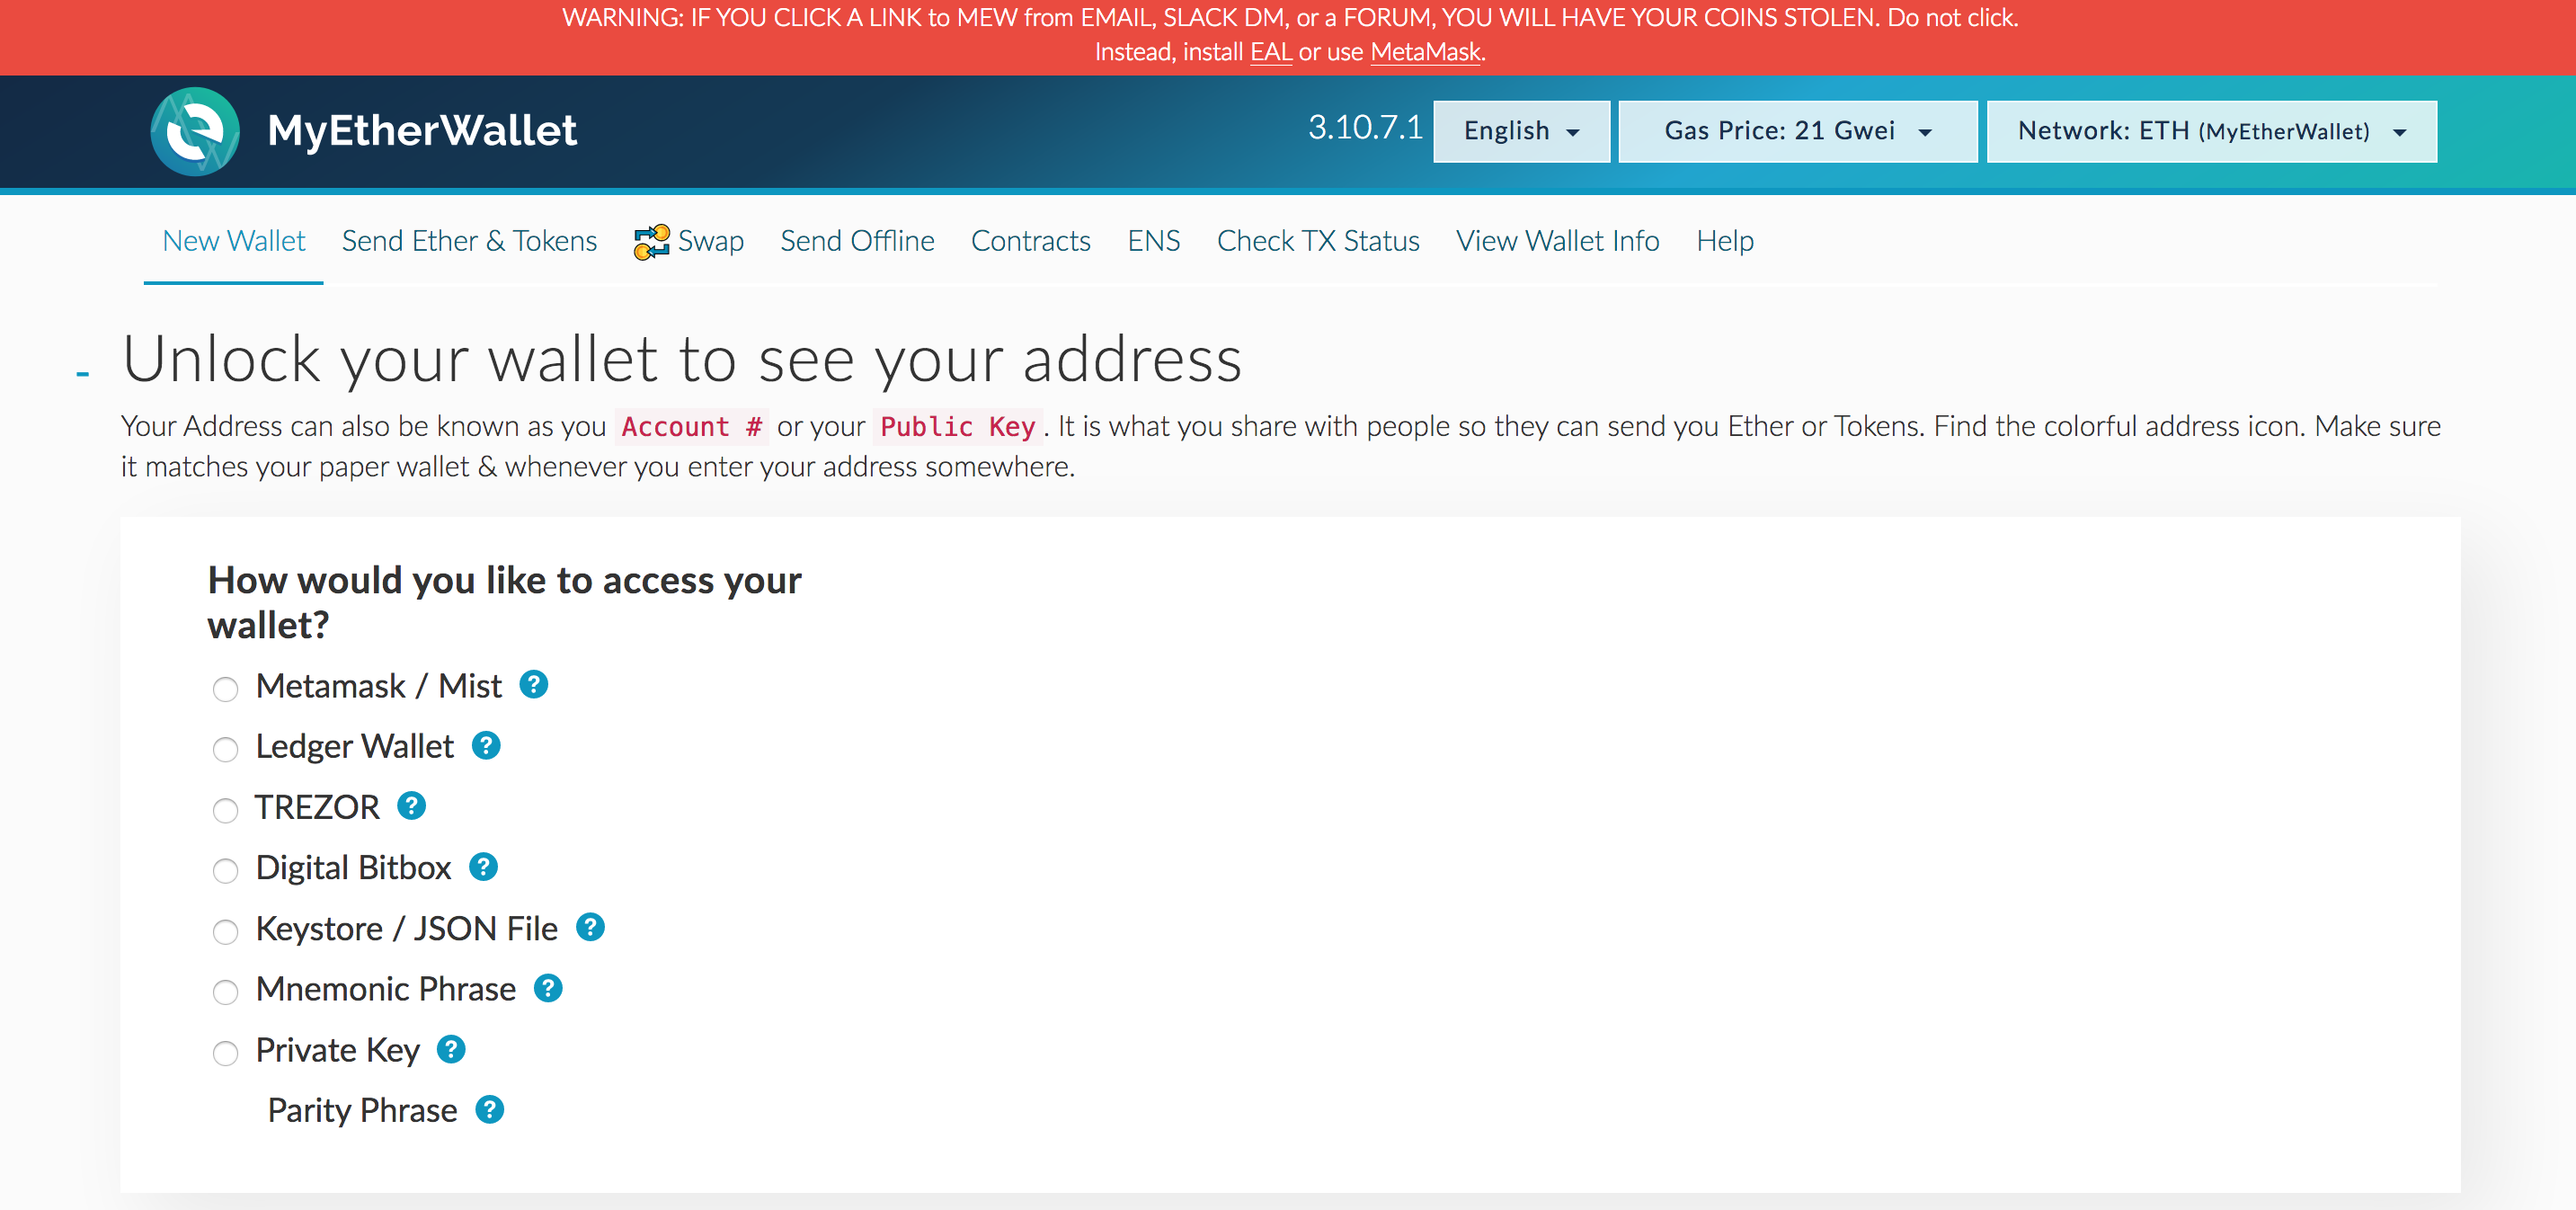 WARNING: IF YOU CLICK A LINK to MEW from EMAIL, SLACK DM, or a FORUM, YOU WILL HAVE YOUR COINS STOLEN. Do not click.
Instead, install EAL or use MetaMask.
MyEtherWallet
3.10.7.1 English Gas Price: 21 Gwei Network: ETH (MyEtherWallet)
New Wallet Send Ether & Tokens Swap Send Offline Contracts ENS Check TX Status View Wallet Info Help
- Unlock your wallet to see your address
Your Address can also be known as you Account # or your Public Key. It is what you share with people so they can send you Ether or Tokens. Find the colorful address icon. Make sure
it matches your paper wallet & whenever you enter your address somewhere.
How would you like to access your
wallet?
Metamask / Mist ?
Ledger Wallet ?
TREZOR ?
Digital Bitbox ?
Keystore / JSON File ?
Mnemonic Phrase ?
Private Key ?
Parity Phrase ?